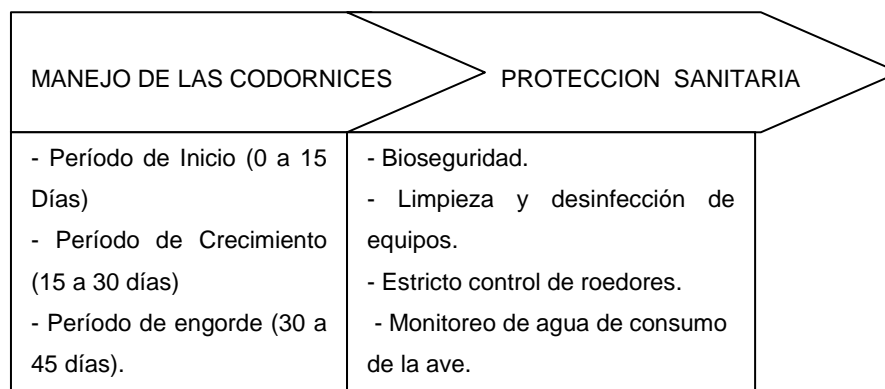 MANEJO DE LAS CODORNICES
PROTECCION SANITARIA
- Período de Inicio (0 a 15
Días)
- Período de Crecimiento
(15 a 30 días)
- Período de engorde (30 a
45 días).
- Bioseguridad.
- Limpieza y desinfección de
equipos.
- Estricto control de roedores.
- Monitoreo de agua de consumo
de la ave.